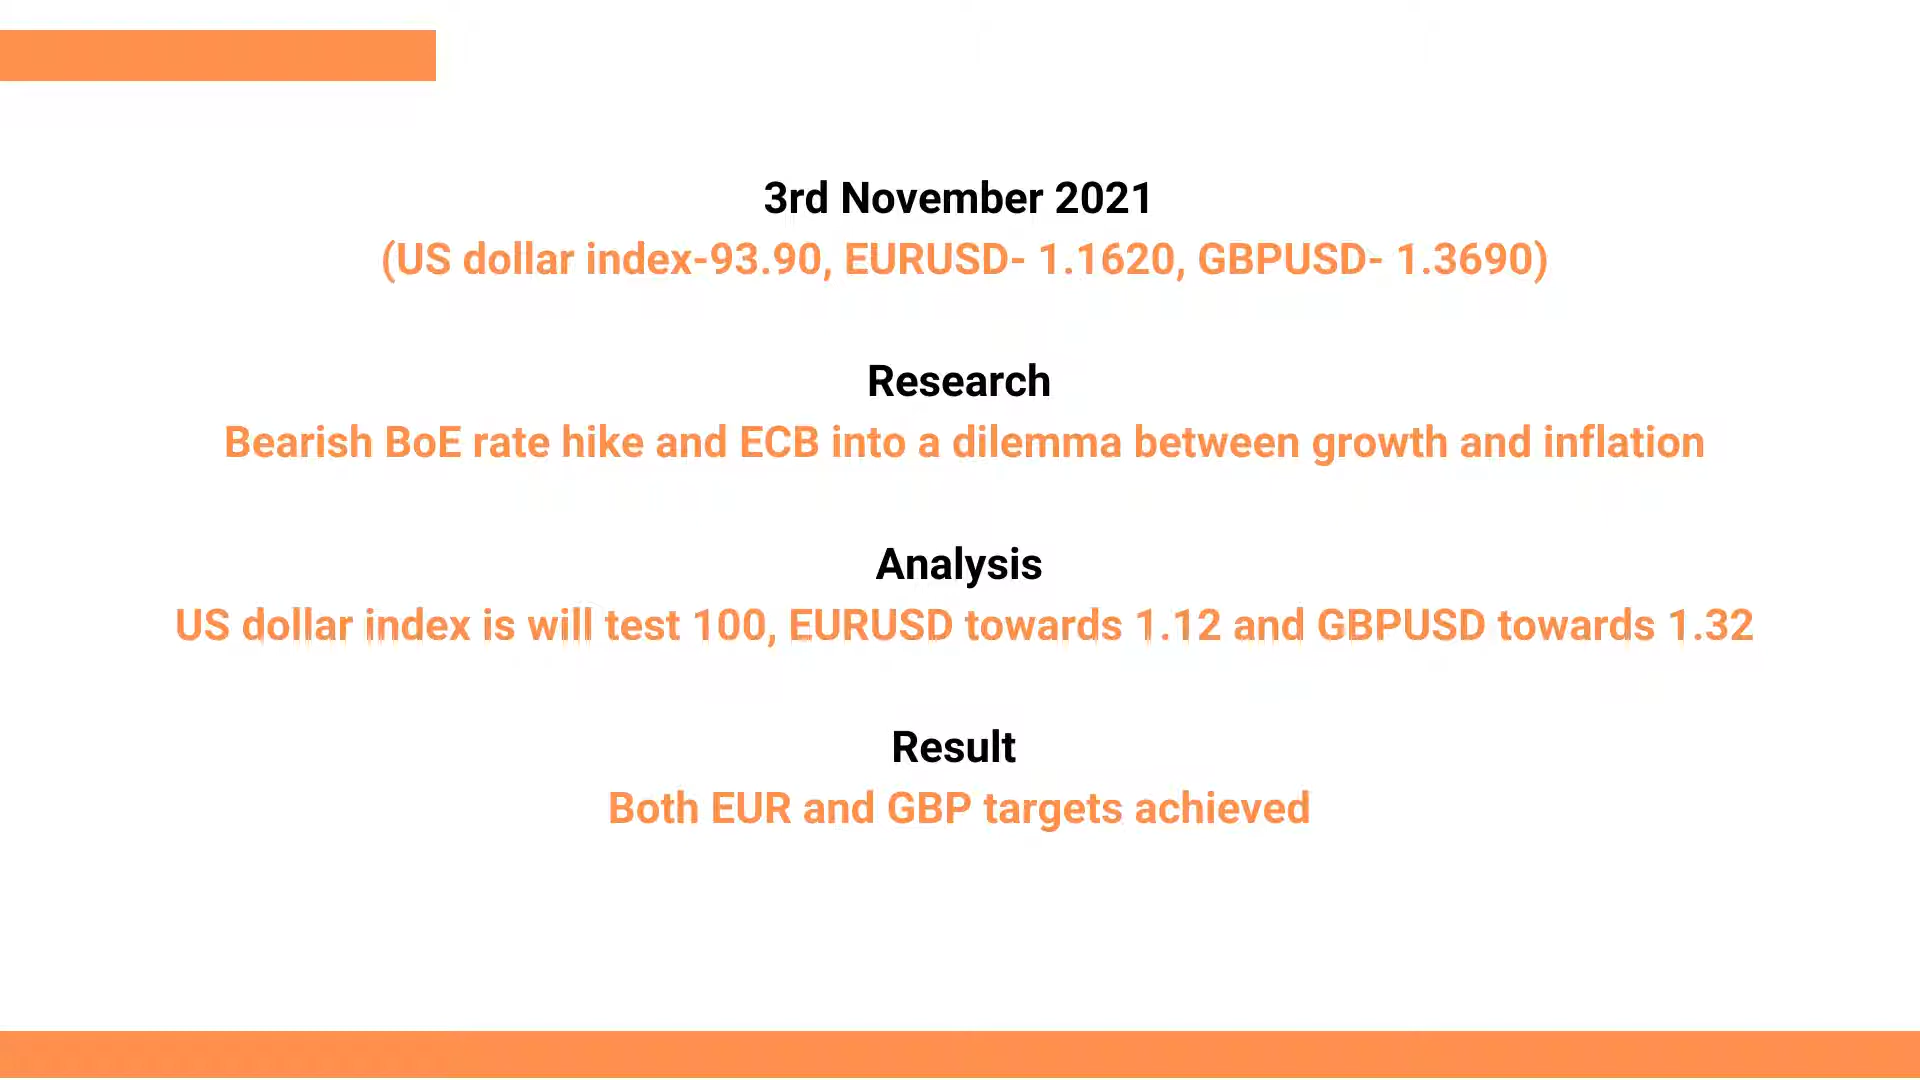 3rd November 2021
(US dollar index-93.90, EURUSD- 1.1620, GBPUSD- 1.3690)
Research
Bearish BoE rate hike and ECB into a dilemma between growth and inflation
Analysis
US dollar index is will test 100, EURUSD towards 1.12 and GBPUSD towards 1.32
Result
Both EUR and GBP targets achieved